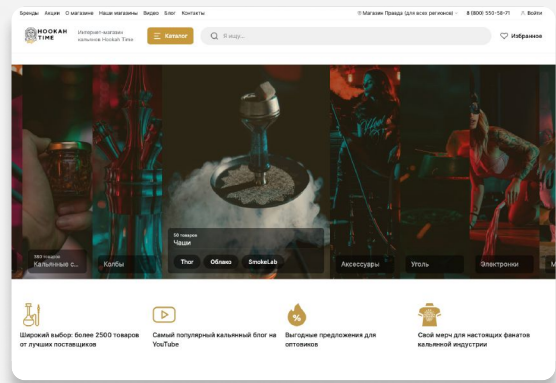 Бренды Акции О магазине Наши магазины Видео Блог Контакты
Магазин Правда (для всех регионов) 8 (800) 550-58-71 Войти
HOOKAH TIME
Интернет-магазин кальянов Hookah Time
Каталог
Я ищу...
Избранное
380 товаров
Кальянные с...
Колбы
50 товаров
Чаши
Thor Облако SmokeLab
Аксессуары
Уголь
Электронки
М
Широкий выбор: более 2500 товаров
от лучших поставщиков
Самый популярный кальянный блог на
YouTube
Выгодные предложения для
оптовиков
Свой мерч для настоящих фанатов
кальянной индустрии